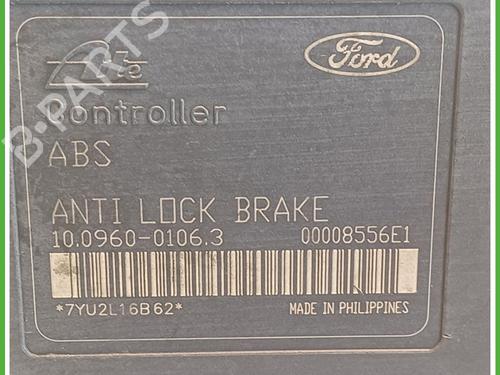 Ate
Ford
Controller
ABS
ANTI LOCK BRAKE
10.0960-0106.3 00008556E1
*7YU2L16B62* MADE IN PHILIPPINES
B-PARTS